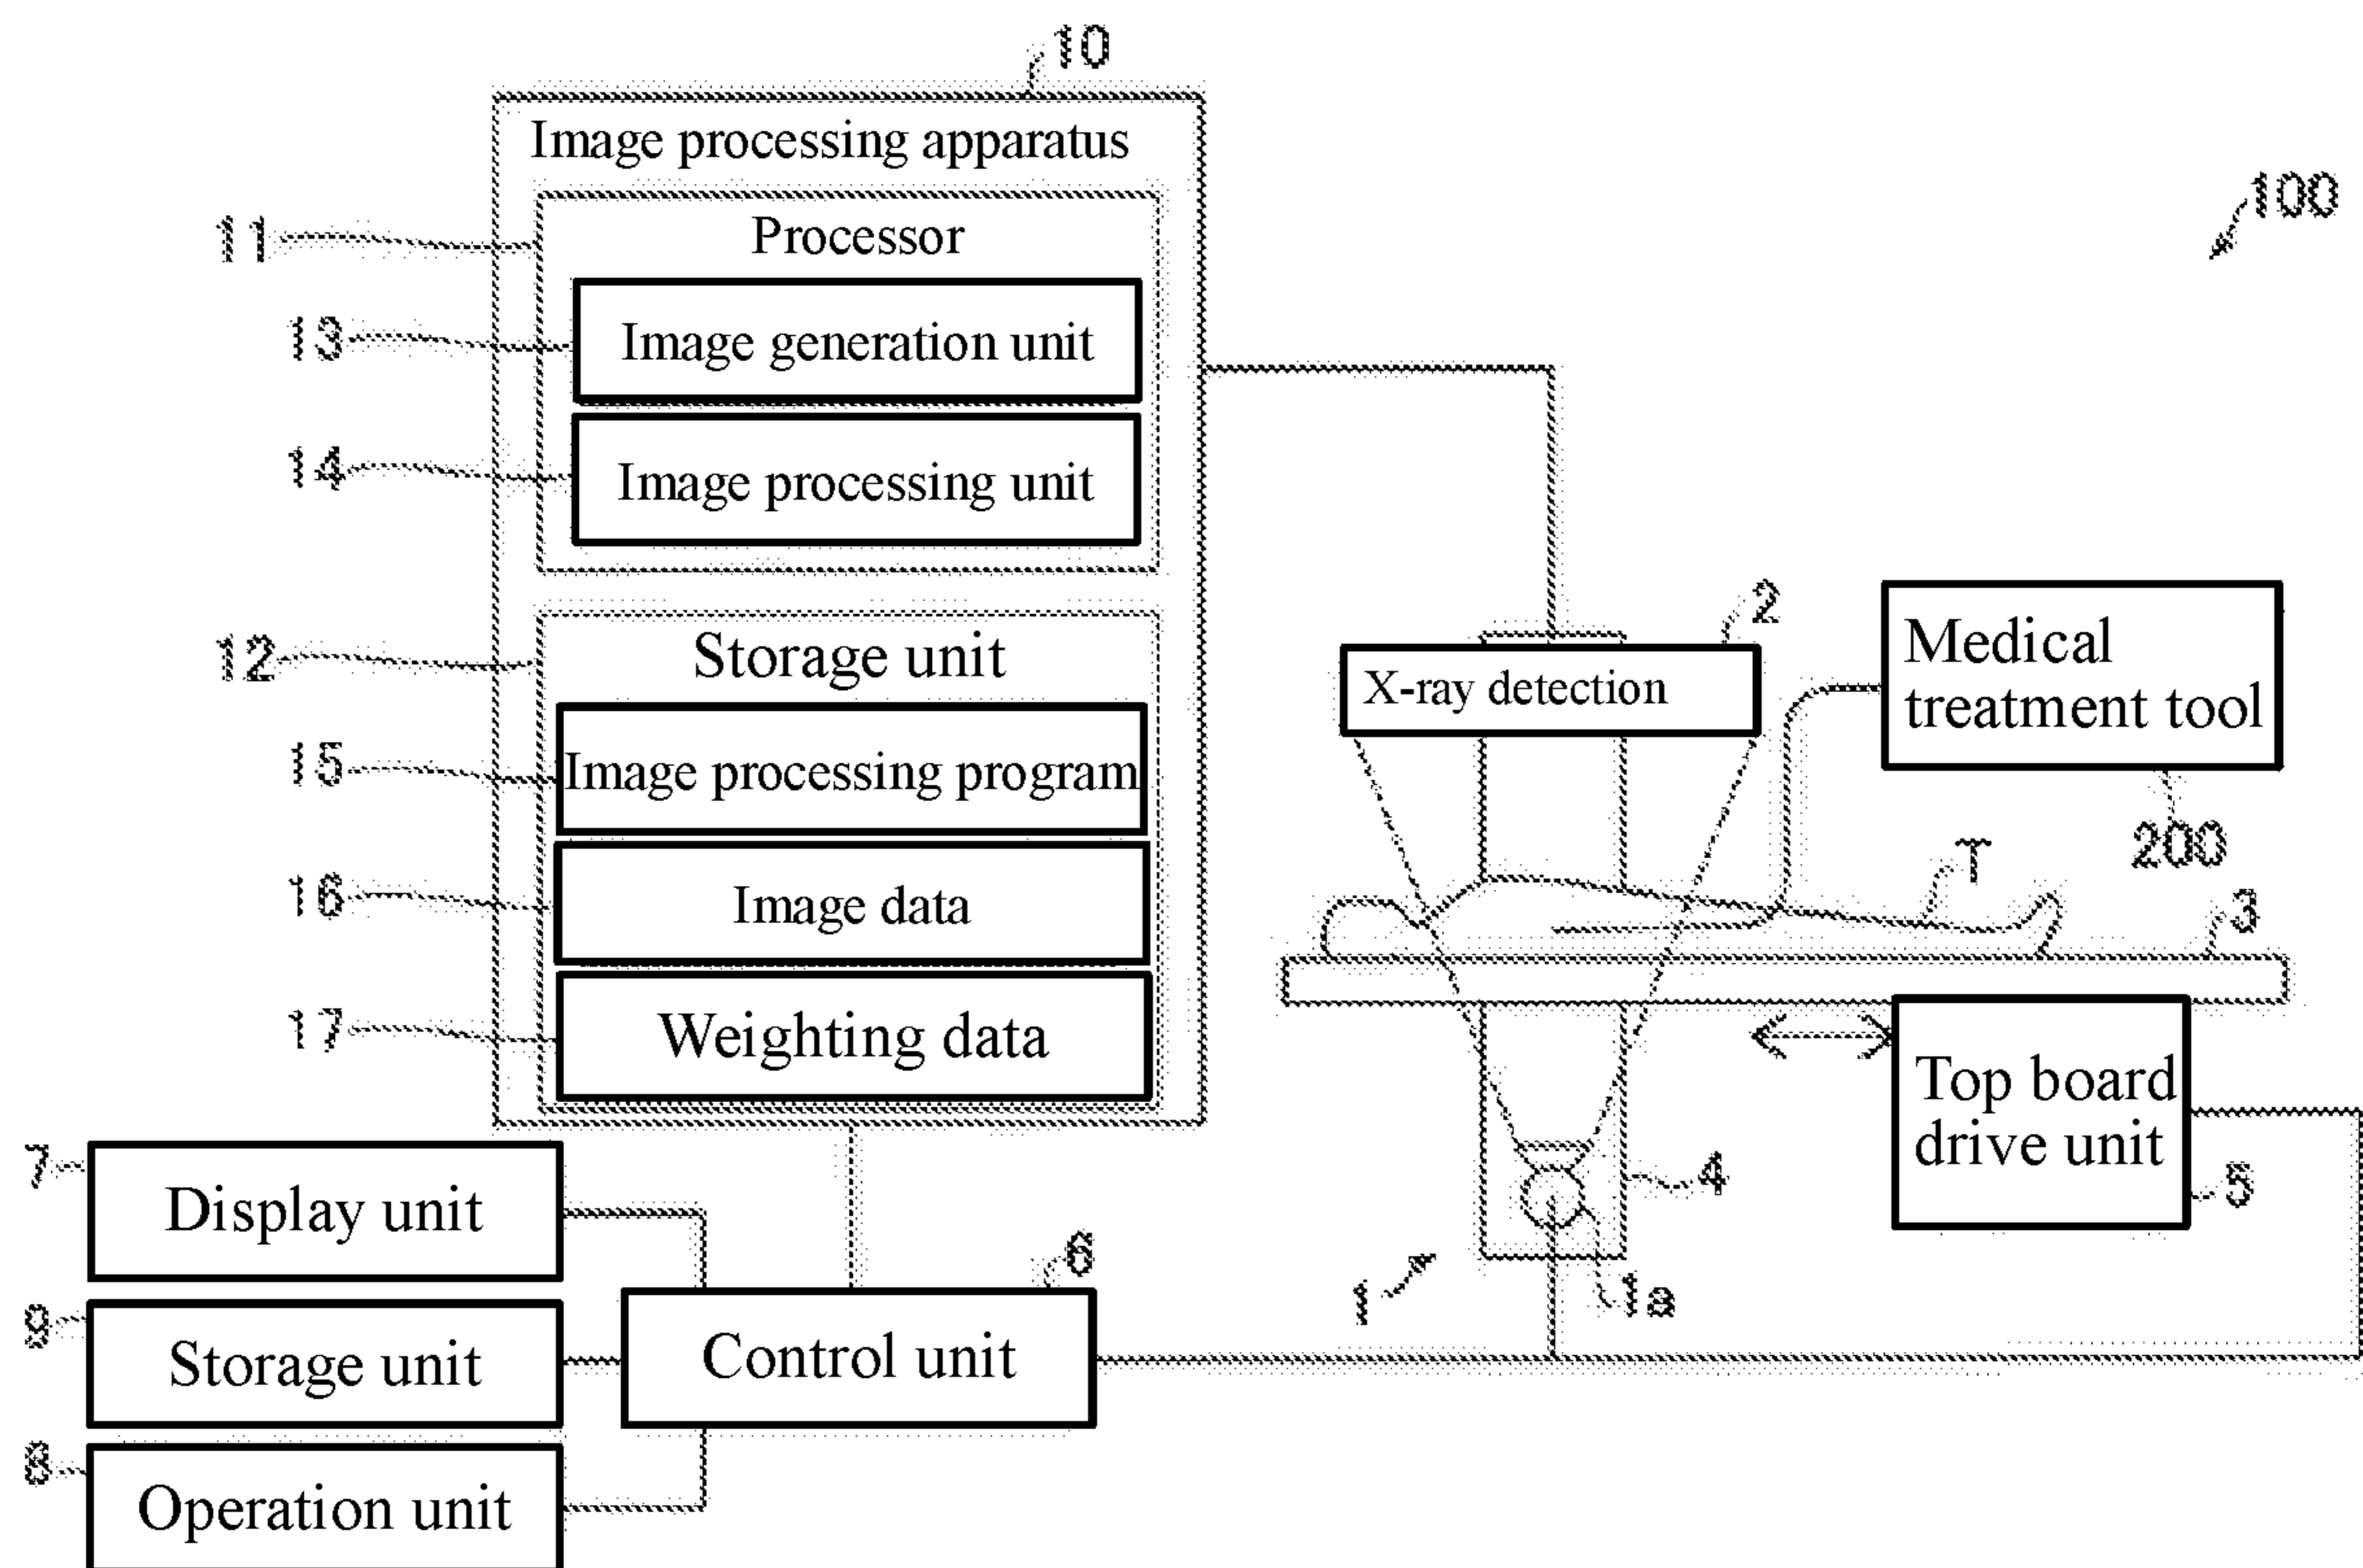 10
Image processing apparatus
100
11
Processor
13
Image generation unit
14
Image processing unit
2
12
Storage unit
X-ray detection
Medical
treatment tool
15
Image processing program
200
T
16
Image data
3
17
Weighting data
Top board
drive unit
5
4
7
Display unit
6
1
1a
9
Storage unit
Control unit
8
Operation unit